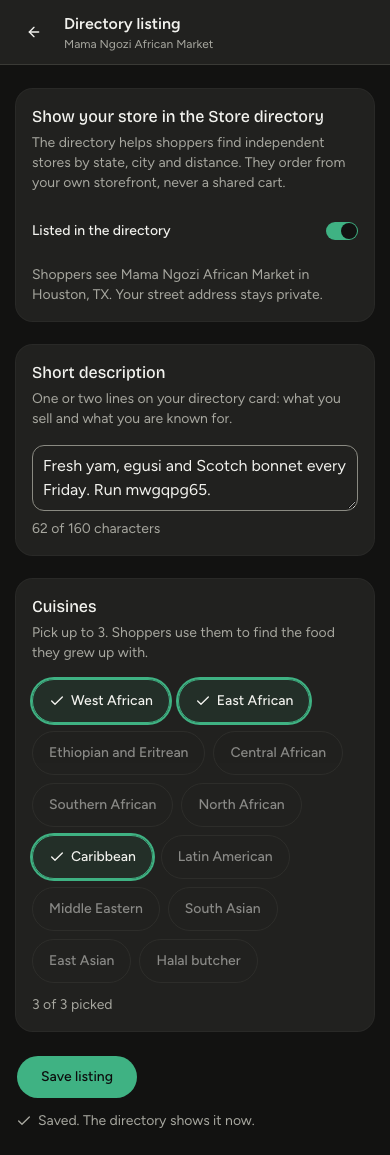 Directory listing
Mama Ngozi African Market
Show your store in the Store directory
The directory helps shoppers find independent
stores by state, city and distance. They order from
your own storefront, never a shared cart.
Listed in the directory
Shoppers see Mama Ngozi African Market in
Houston, TX. Your street address stays private.
Short description
One or two lines on your directory card: what you
sell and what you are known for.
Fresh yam, egusi and Scotch bonnet every
Friday. Run mwgqpg65.
62 of 160 characters
Cuisines
Pick up to 3. Shoppers use them to find the food
they grew up with.
West African East African
Ethiopian and Eritrean Central African
Southern African North African
Caribbean Latin American
Middle Eastern South Asian
East Asian Halal butcher
3 of 3 picked
Save listing
Saved. The directory shows it now.